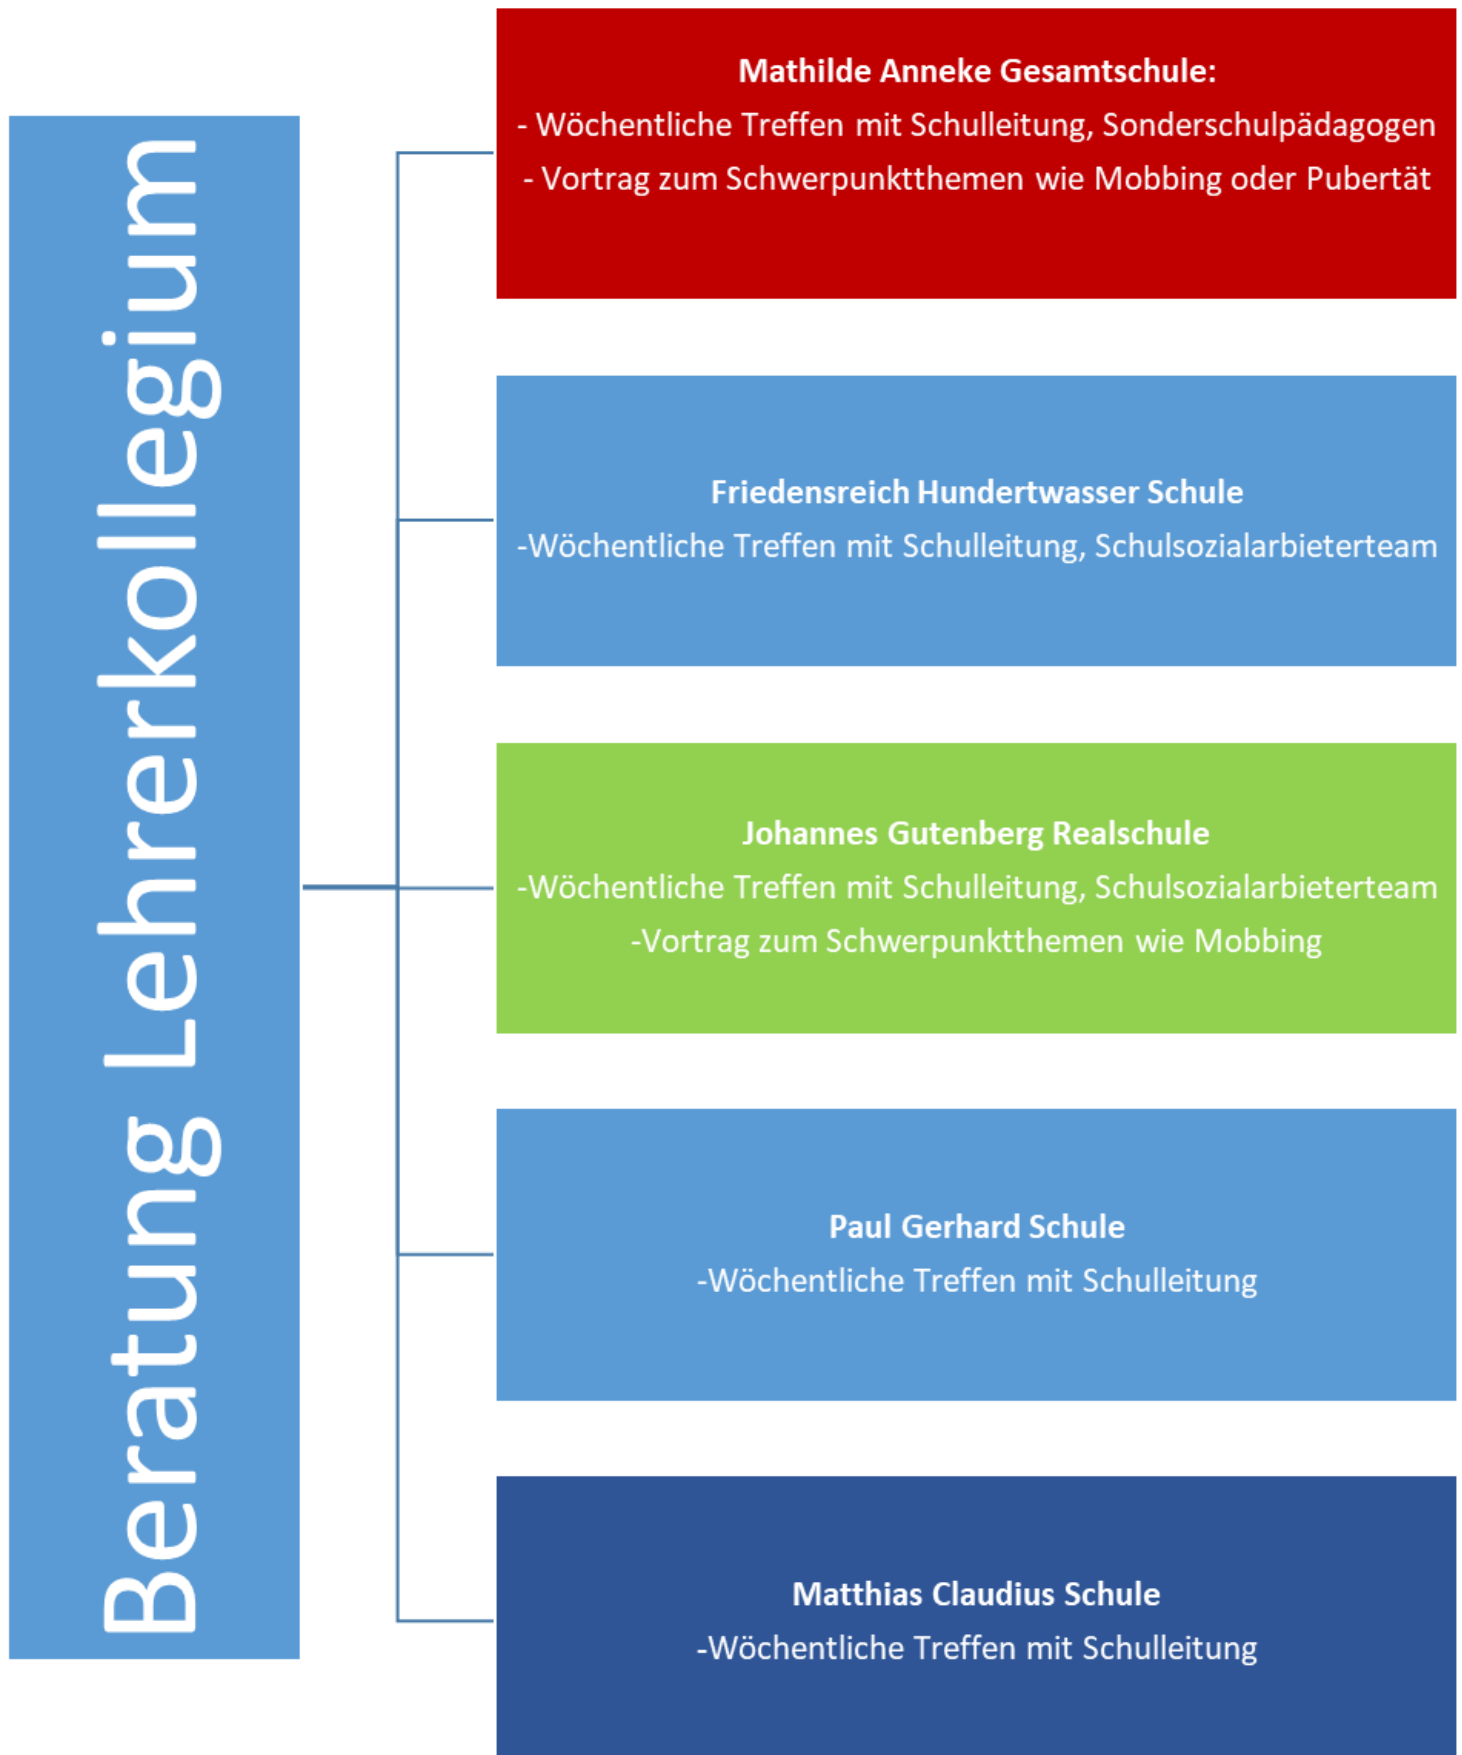 Beratung Lehrerkollegium
Mathilde Anneke Gesamtschule:
- Wöchentliche Treffen mit Schulleitung, Sonderschulpädagogen
- Vortrag zum Schwerpunktthemen wie Mobbing oder Pubertät
Friedensreich Hundertwasser Schule
-Wöchentliche Treffen mit Schulleitung, Schulsozialarbieterteam
Johannes Gutenberg Realschule
-Wöchentliche Treffen mit Schulleitung, Schulsozialarbieterteam
-Vortrag zum Schwerpunktthemen wie Mobbing
Paul Gerhard Schule
-Wöchentliche Treffen mit Schulleitung
Matthias Claudius Schule
-Wöchentliche Treffen mit Schulleitung